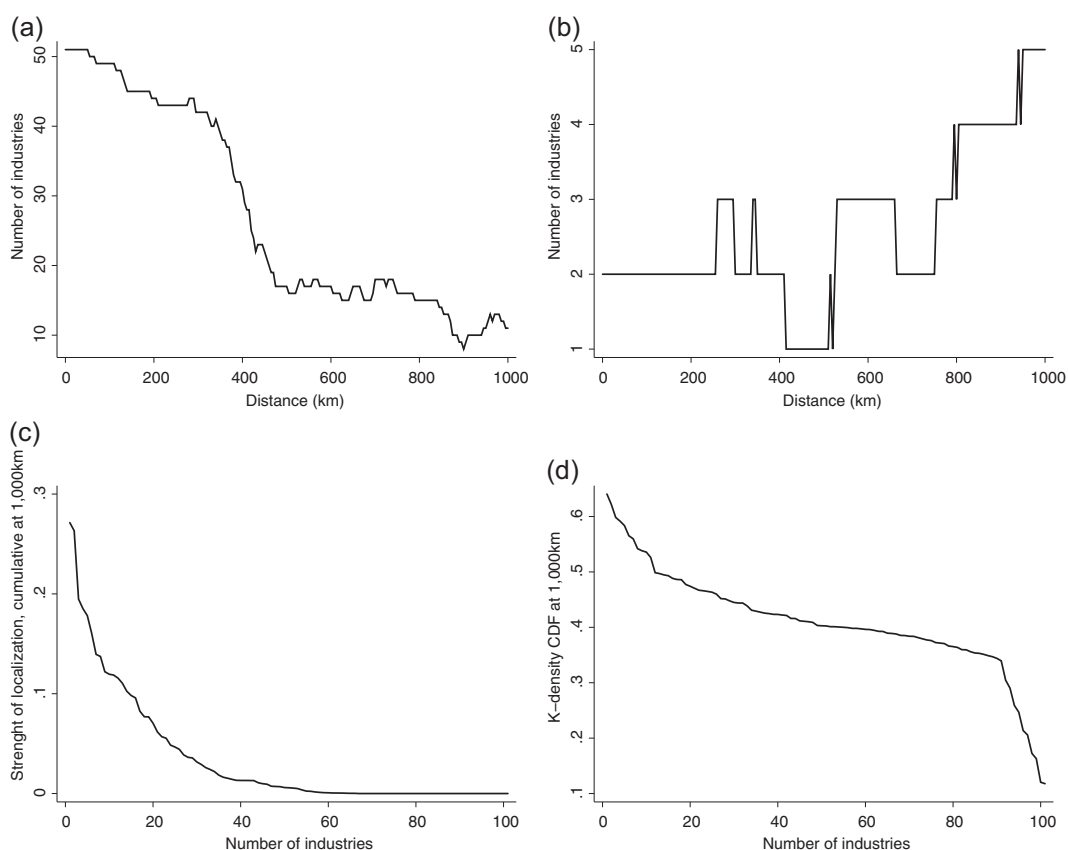 (a)
Number of industries
50
40
30
20
10
0 200 400 600 800 1000
Distance (km)
(b)
Number of industries
5
4
3
2
1
0 200 400 600 800 1000
Distance (km)
(c)
Strenght of localization, cumulative at 1,000km
.3
.2
.1
0
0 20 40 60 80 100
Number of industries
(d)
K-density CDF at 1,000km
.6
.5
.4
.3
.2
.1
0 20 40 60 80 100
Number of industries